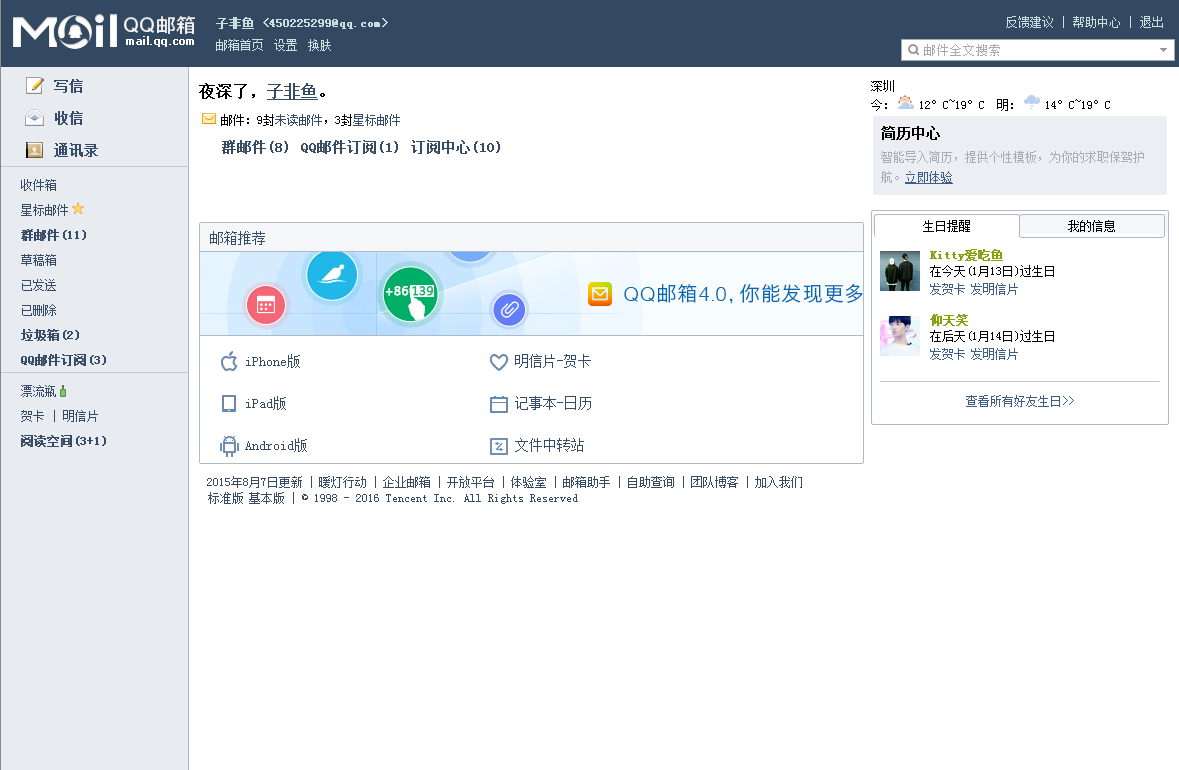 Mail QQ邮箱
mail.qq.com
子非鱼 <450225299@qq.com>
邮箱首页 设置 换肤
反馈建议 | 帮助中心 | 退出
邮件全文搜索
写信
收信
通讯录
收件箱
星标邮件
群邮件(11)
草稿箱
已发送
已删除
垃圾箱(2)
QQ邮件订阅(3)
漂流瓶
贺卡 | 明信片
阅读空间(3+1)
夜深了，子非鱼。
邮件：9封未读邮件，3封星标邮件
群邮件(8) QQ邮件订阅(1) 订阅中心(10)
邮箱推荐
+86 139
QQ邮箱4.0, 你能发现更多
iPhone版
明信片-贺卡
iPad版
记事本-日历
Android版
文件中转站
2015年8月7日更新 | 暖灯行动 | 企业邮箱 | 开放平台 | 体验室 | 邮箱助手 | 自助查询 | 团队博客 | 加入我们
标准版 基本版 | © 1998 - 2016 Tencent Inc. All Rights Reserved
深圳
今： 12° C~19° C 明： 14° C~19° C
简历中心
智能导入简历，提供个性模板，为你的求职保驾护
航。立即体验
生日提醒
我的信息
Kitty爱吃鱼
在今天(1月13日)过生日
发贺卡 发明信片
仰天笑
在后天(1月14日)过生日
发贺卡 发明信片
查看所有好友生日>>